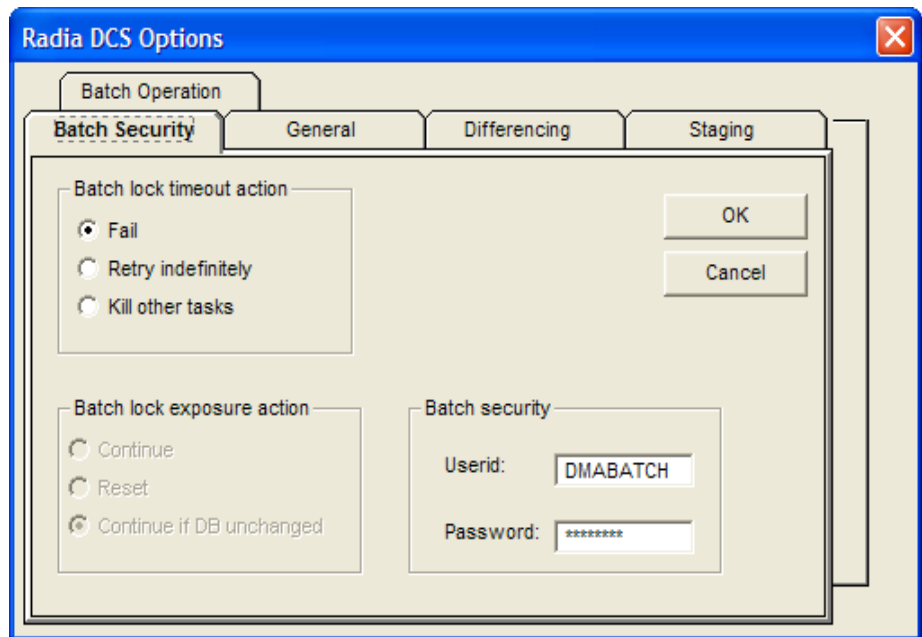 Radia DCS Options
Batch Operation
Batch Security
General
Differencing
Staging
Batch lock timeout action
Fail
Retry indefinitely
Kill other tasks
OK
Cancel
Batch lock exposure action
Continue
Reset
Continue if DB unchanged
Batch security
Userid: DMABATCH
Password: ********